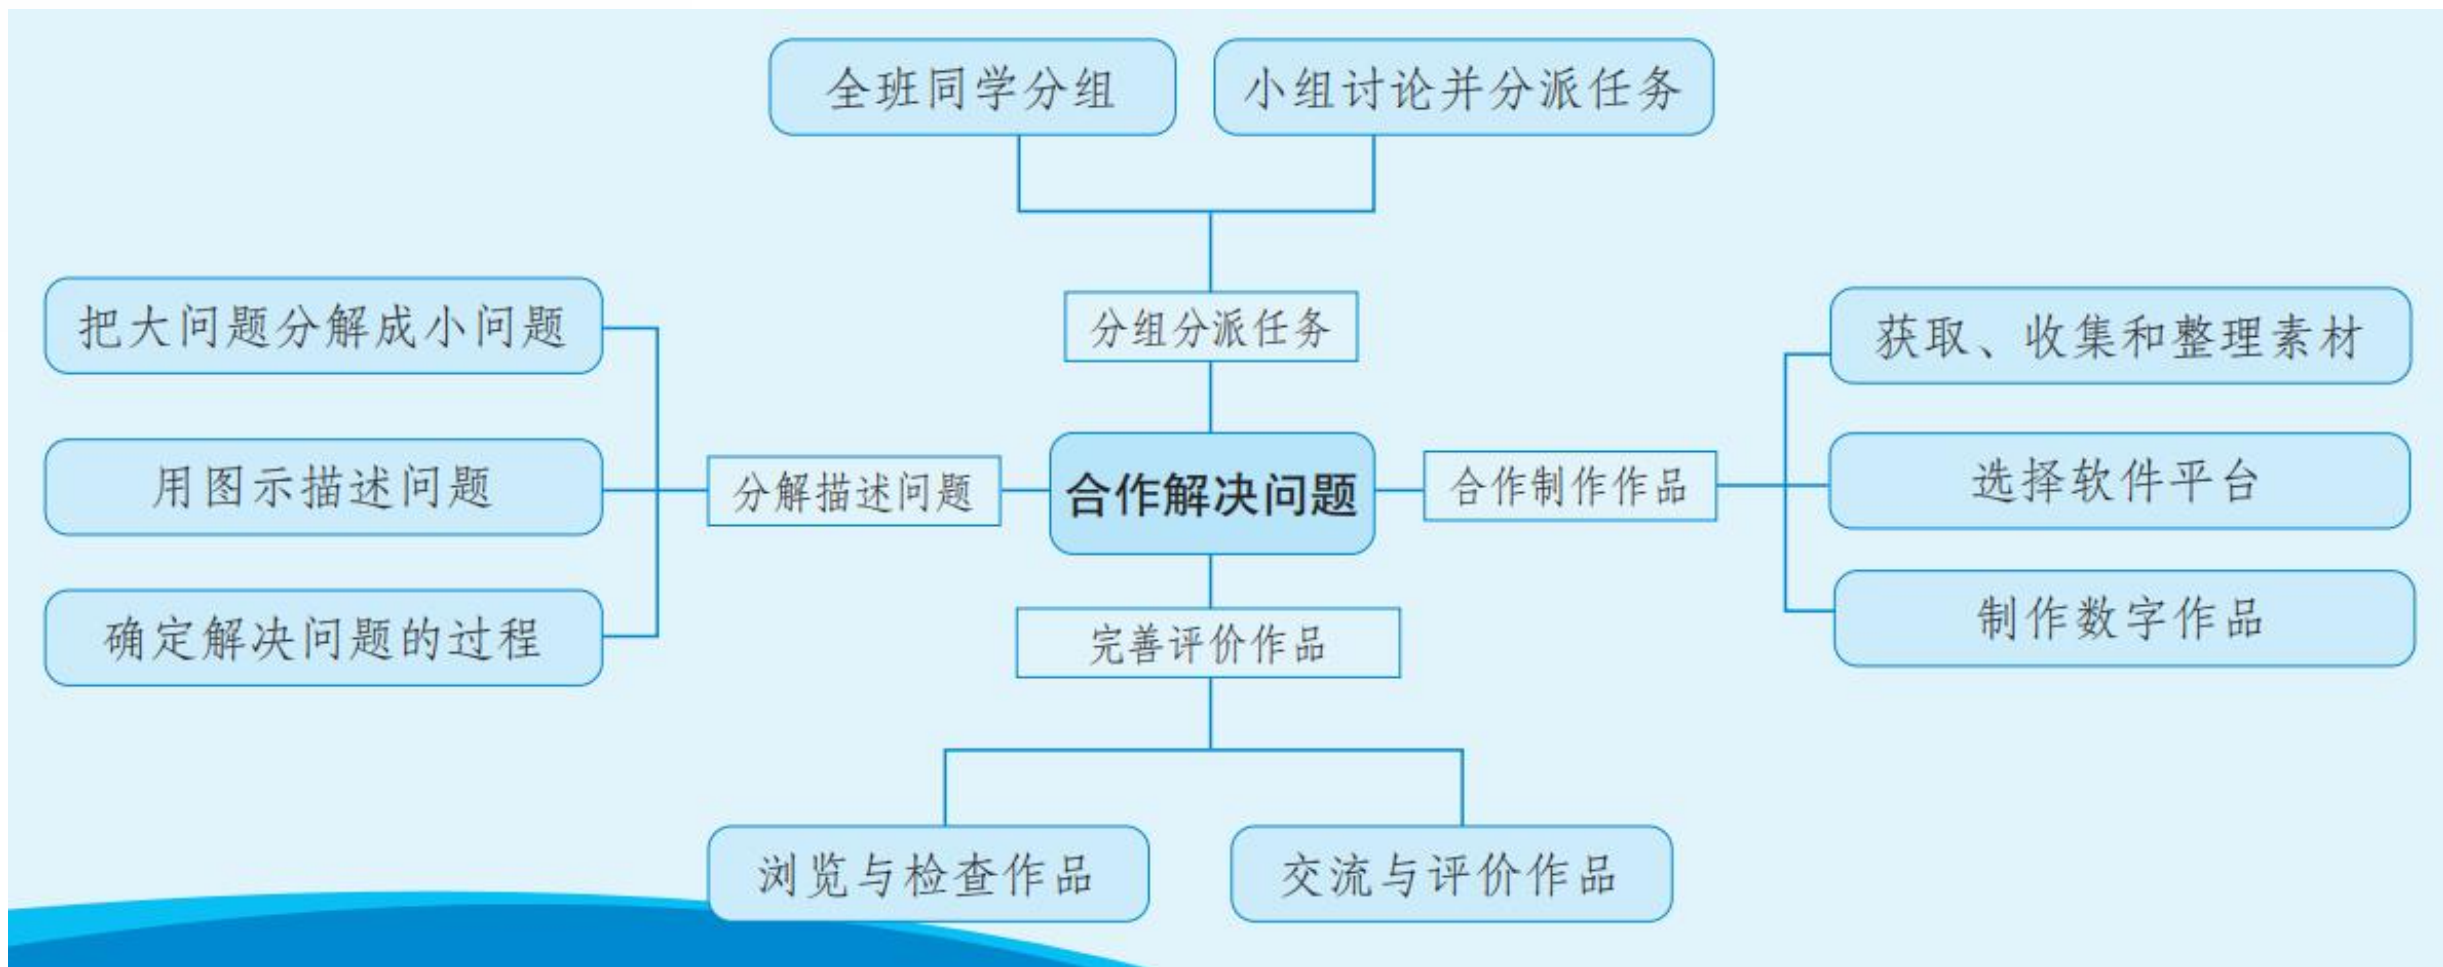 全班同学分组
小组讨论并分派任务
分组分派任务
把大问题分解成小问题
用图示描述问题
确定解决问题的过程
分解描述问题
合作解决问题
合作制作作品
获取、收集和整理素材
选择软件平台
制作数字作品
完善评价作品
浏览与检查作品
交流与评价作品